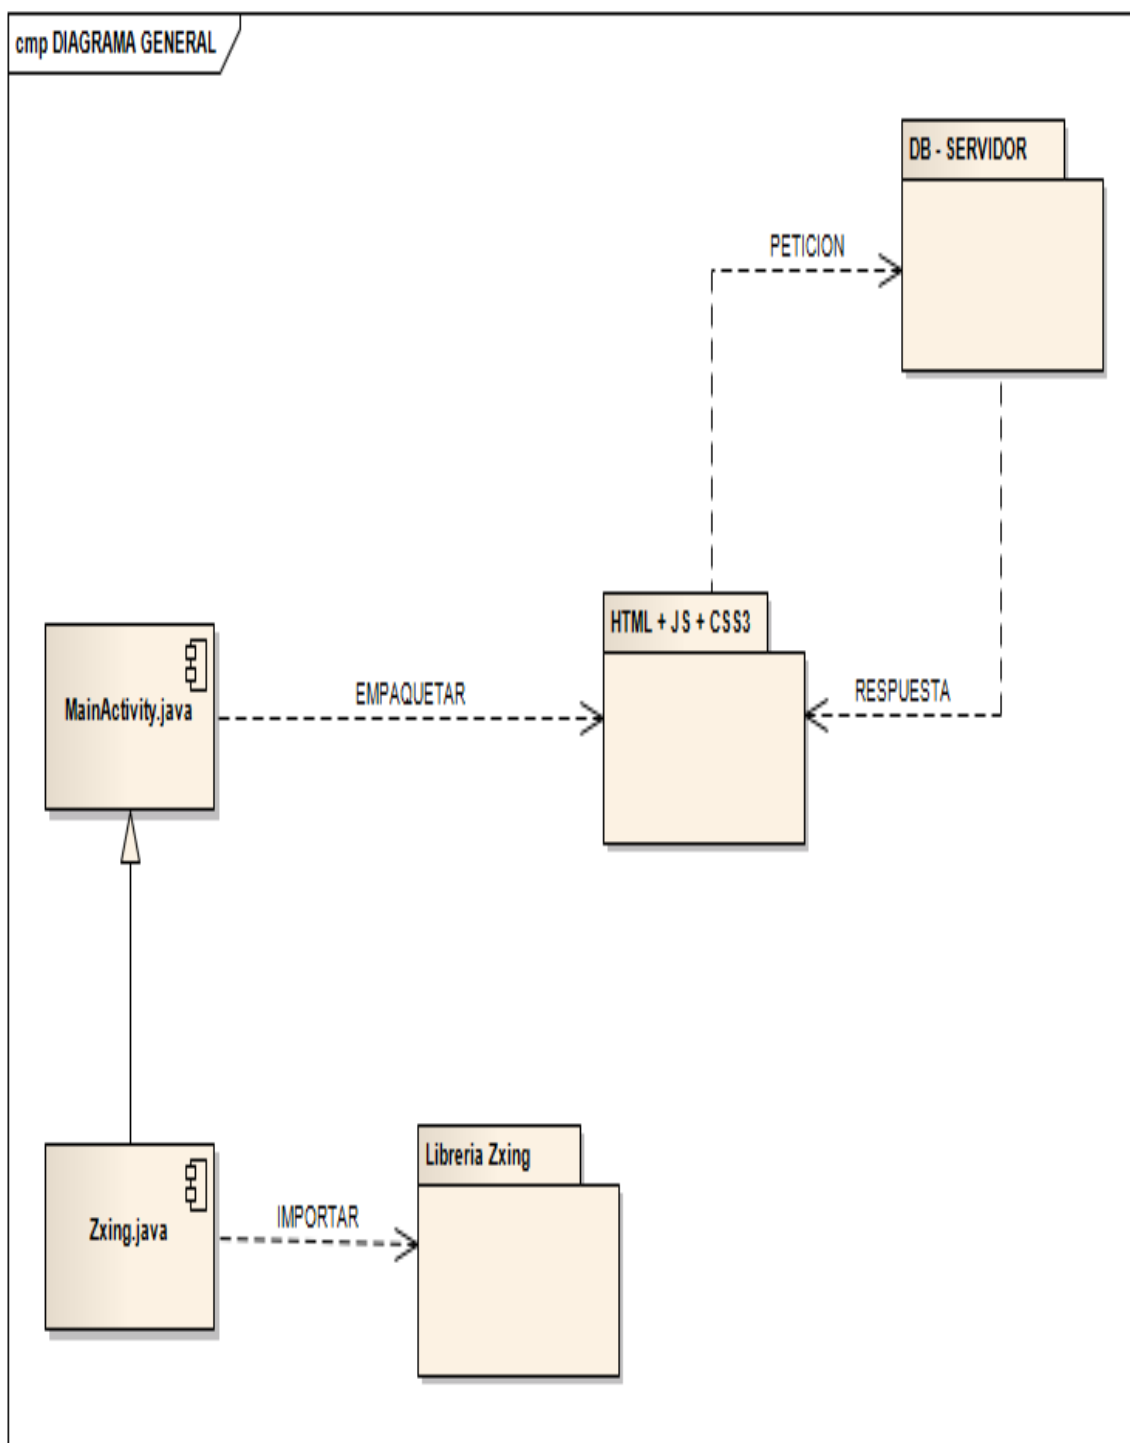 cmp DIAGRAMA GENERAL
DB - SERVIDOR
PETICION
HTML + JS + CSS3
MainActivity.java
EMPAQUETAR
RESPUESTA
Libreria Zxing
Zxing.java
IMPORTAR